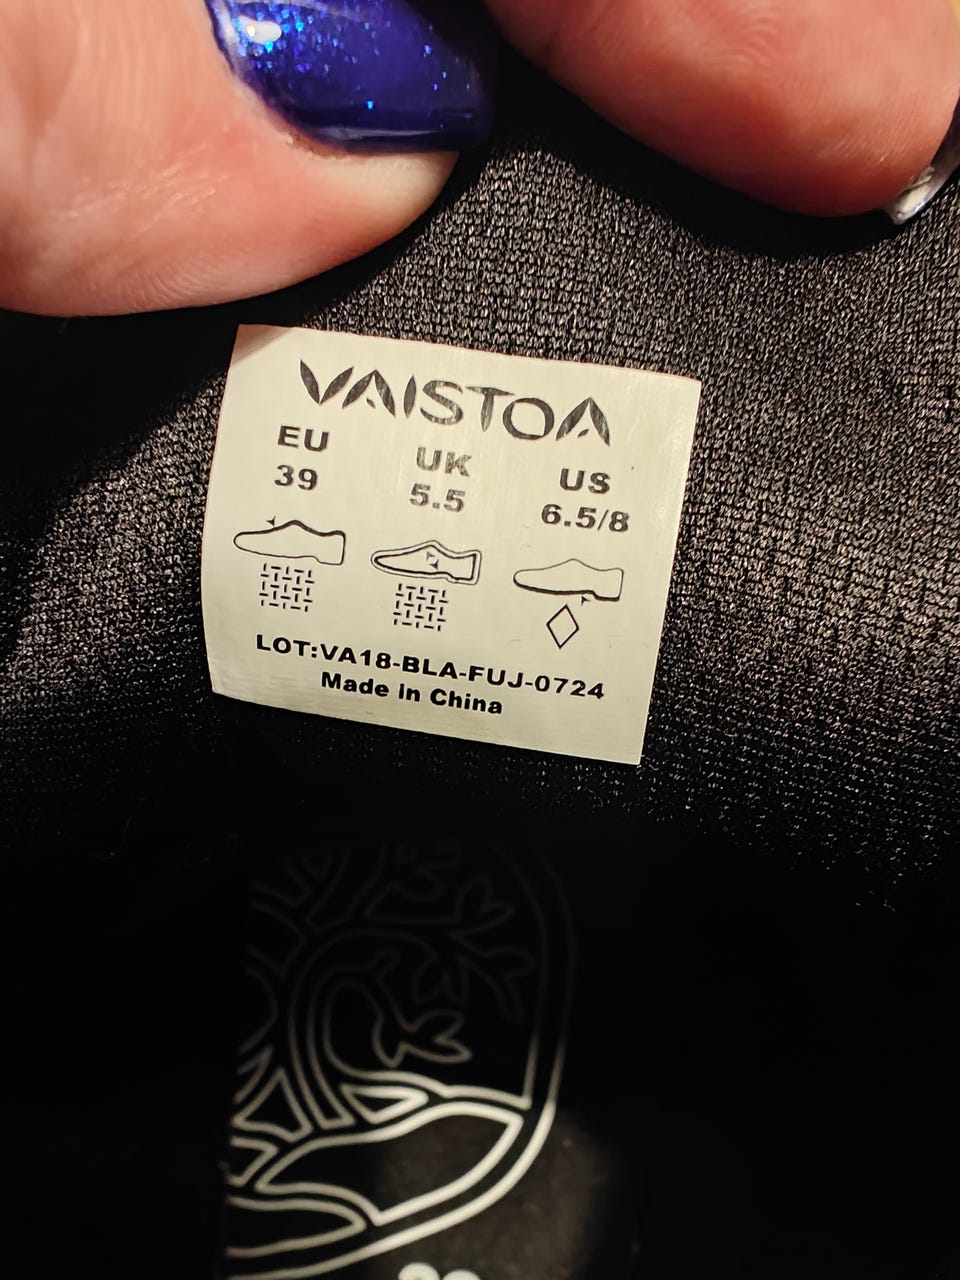 VAISTOA
EU UK US
39 5.5 6.5/8
LOT:VA18-BLA-FUJ-0724
Made in China